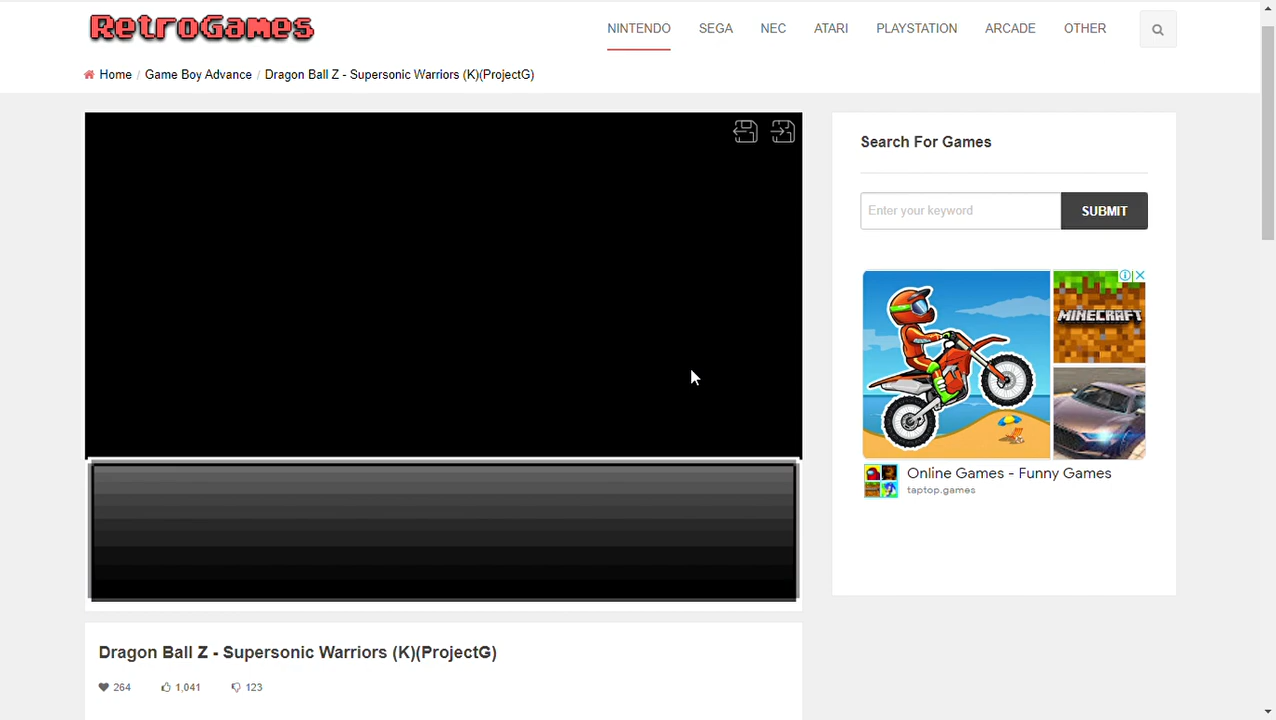 RetroGames
NINTENDO SEGA NEC ATARI PLAYSTATION ARCADE OTHER
Home / Game Boy Advance / Dragon Ball Z - Supersonic Warriors (K)(ProjectG)
Search For Games
Enter your keyword SUBMIT
MINECRAFT
Online Games - Funny Games
taptop.games
Dragon Ball Z - Supersonic Warriors (K)(ProjectG)
264 1,041 123